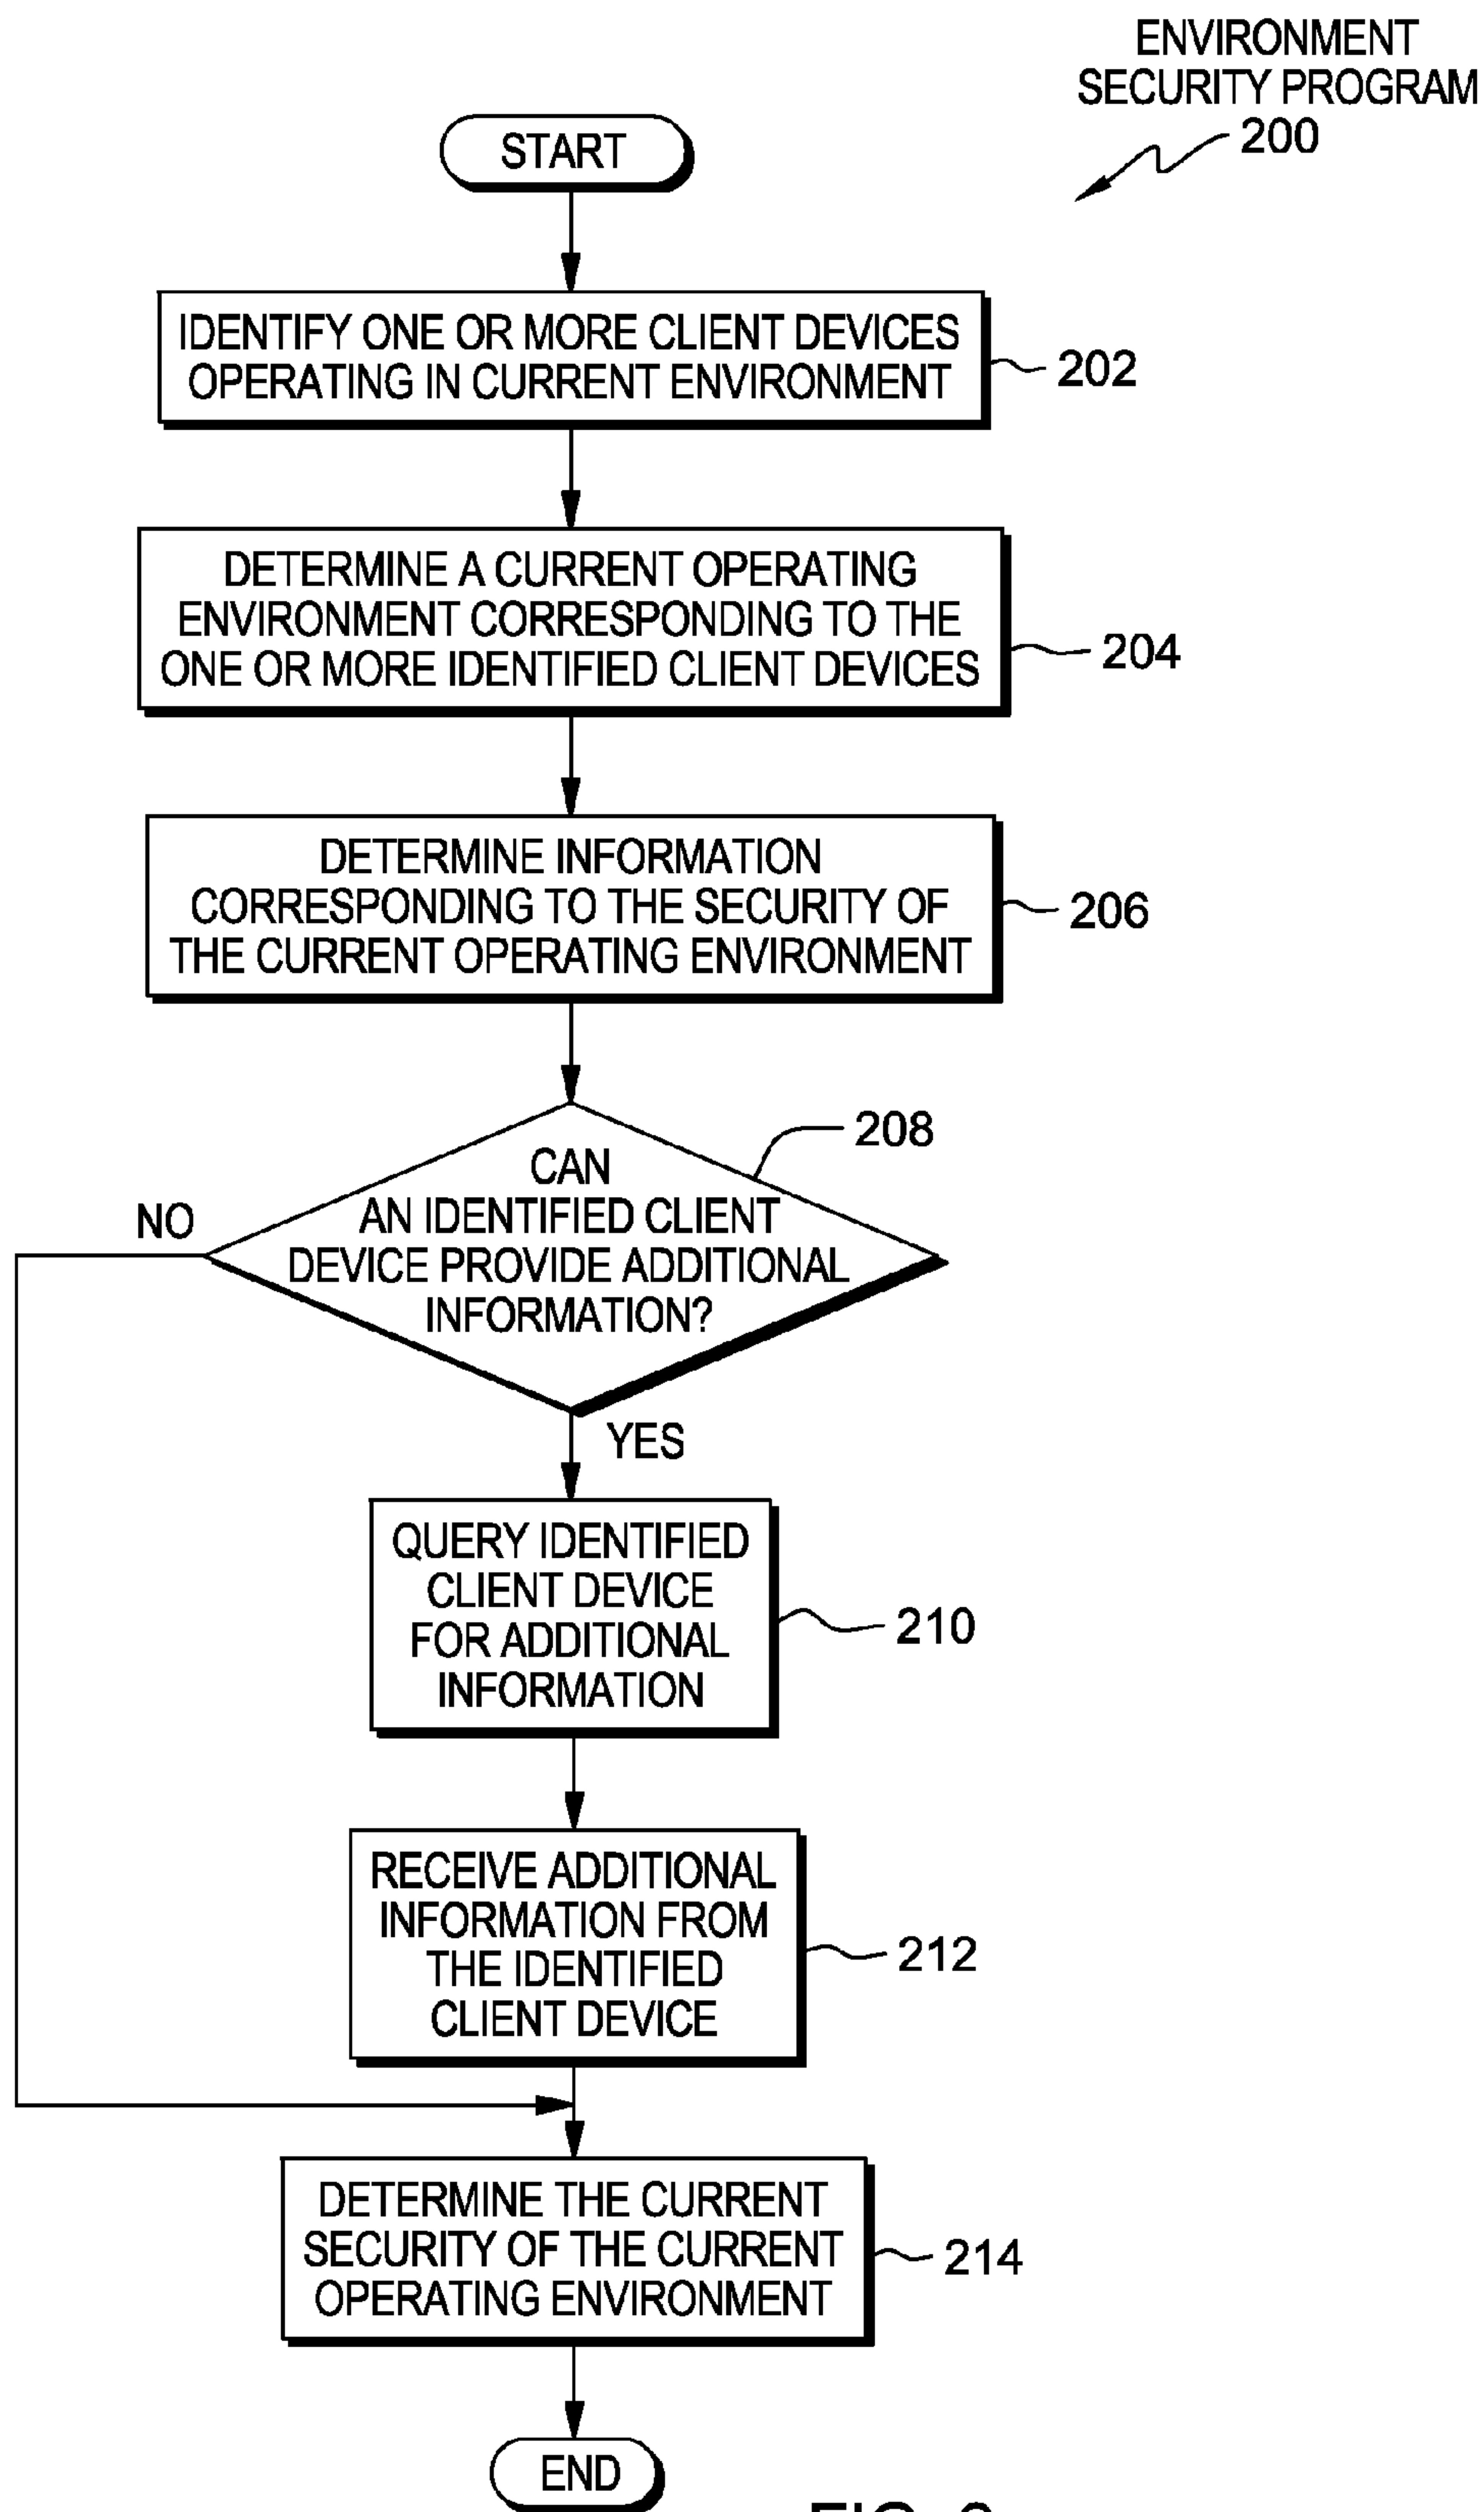 ENVIRONMENT
SECURITY PROGRAM
200
START
IDENTIFY ONE OR MORE CLIENT DEVICES
OPERATING IN CURRENT ENVIRONMENT
202
DETERMINE A CURRENT OPERATING
ENVIRONMENT CORRESPONDING TO THE
ONE OR MORE IDENTIFIED CLIENT DEVICES
204
DETERMINE INFORMATION
CORRESPONDING TO THE SECURITY OF
THE CURRENT OPERATING ENVIRONMENT
206
208
CAN
AN IDENTIFIED CLIENT
DEVICE PROVIDE ADDITIONAL
INFORMATION?
NO
YES
QUERY IDENTIFIED
CLIENT DEVICE
FOR ADDITIONAL
INFORMATION
210
RECEIVE ADDITIONAL
INFORMATION FROM
THE IDENTIFIED
CLIENT DEVICE
212
DETERMINE THE CURRENT
SECURITY OF THE CURRENT
OPERATING ENVIRONMENT
214
END